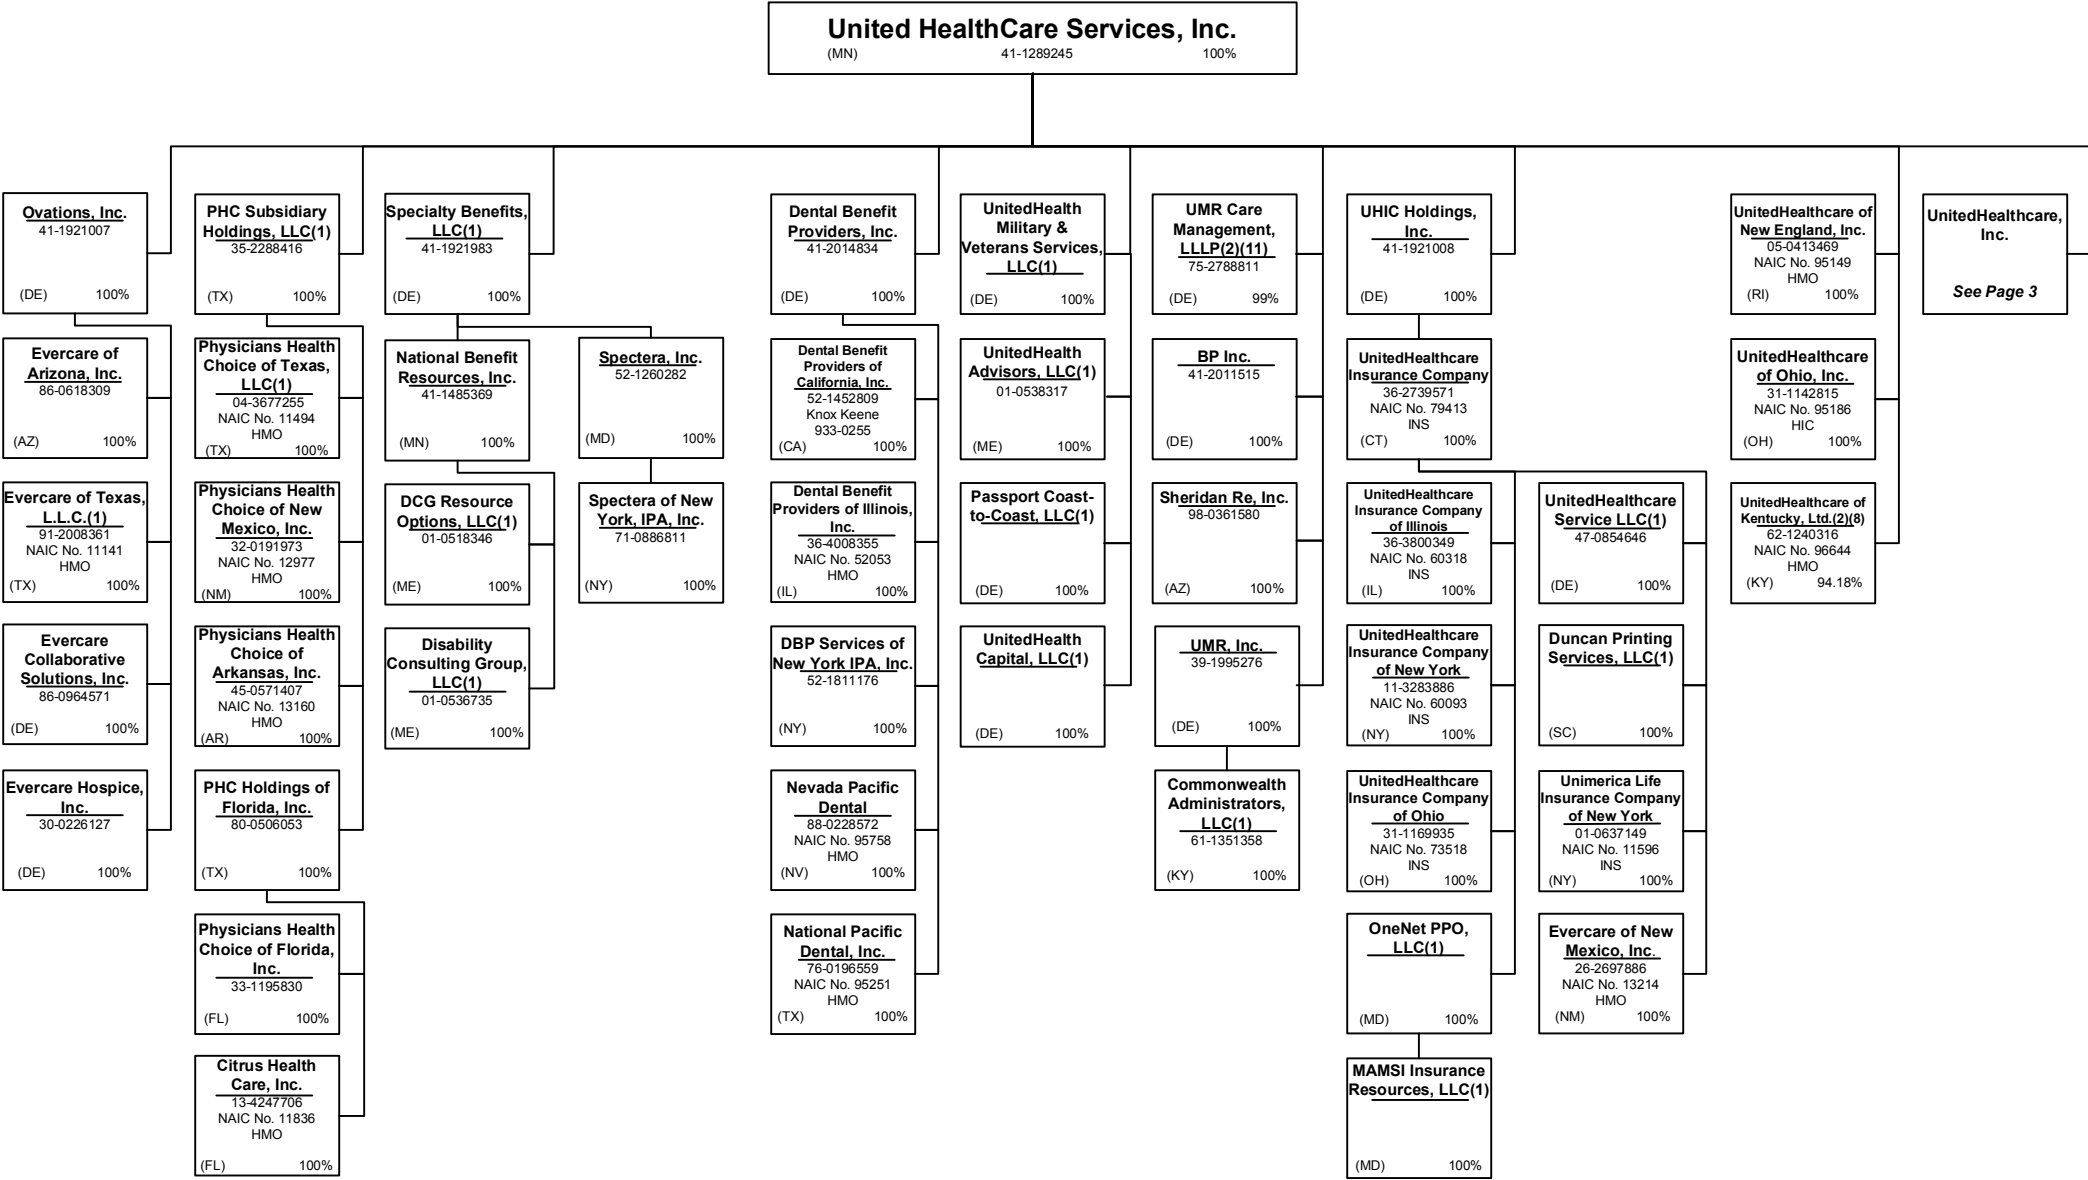 United HealthCare Services, Inc.
(MN) 41-1289245 100%
Ovations, Inc.
41-1921007
(DE) 100%
Evercare of
Arizona, Inc.
86-0618309
(AZ) 100%
Evercare of Texas,
L.L.C.(1)
91-2008361
NAIC No. 11141
HMO
(TX) 100%
Evercare
Collaborative
Solutions, Inc.
86-0964571
(DE) 100%
Evercare Hospice,
Inc.
30-0226127
(DE) 100%
PHC Subsidiary
Holdings, LLC(1)
35-2288416
(TX) 100%
Physicians Health
Choice of Texas,
LLC(1)
04-3677255
NAIC No. 11494
HMO
(TX) 100%
Physicians Health
Choice of New
Mexico, Inc.
32-0191973
NAIC No. 12977
HMO
(NM) 100%
Physicians Health
Choice of
Arkansas, Inc.
45-0571407
NAIC No. 13160
HMO
(AR) 100%
PHC Holdings of
Florida, Inc.
80-0506053
(TX) 100%
Physicians Health
Choice of Florida,
Inc.
33-1195830
(FL) 100%
Citrus Health
Care, Inc.
13-4247706
NAIC No. 11836
HMO
(FL) 100%
Specialty Benefits,
LLC(1)
41-1921983
(DE) 100%
National Benefit
Resources, Inc.
41-1485369
(MN) 100%
DCG Resource
Options, LLC(1)
01-0518346
(ME) 100%
Disability
Consulting Group,
LLC(1)
01-0536735
(ME) 100%
Spectera, Inc.
52-1260282
(MD) 100%
Spectera of New
York, IPA, Inc.
71-0886811
(NY) 100%
Dental Benefit
Providers, Inc.
41-2014834
(DE) 100%
Dental Benefit
Providers of
California, Inc.
52-1452809
Knox Keene
933-0255
(CA) 100%
Dental Benefit
Providers of Illinois,
Inc.
36-4008355
NAIC No. 52053
HMO
(IL) 100%
DBP Services of
New York IPA, Inc.
52-1811176
(NY) 100%
Nevada Pacific
Dental
88-0228572
NAIC No. 95758
HMO
(NV) 100%
National Pacific
Dental, Inc.
76-0196559
NAIC No. 95251
HMO
(TX) 100%
UnitedHealth
Military &
Veterans Services,
LLC(1)
(DE) 100%
UnitedHealth
Advisors, LLC(1)
01-0538317
(ME) 100%
Passport Coast-
to-Coast, LLC(1)
(DE) 100%
UnitedHealth
Capital, LLC(1)
(DE) 100%
UMR Care
Management,
LLLP(2)(11)
75-2788811
(DE) 99%
BP Inc.
41-2011515
(DE) 100%
Sheridan Re, Inc.
98-0361580
(AZ) 100%
UMR, Inc.
39-1995276
(DE) 100%
Commonwealth
Administrators,
LLC(1)
61-1351358
(KY) 100%
UHIC Holdings,
Inc.
41-1921008
(DE) 100%
UnitedHealthcare
Insurance Company
36-2739571
NAIC No. 79413
INS
(CT) 100%
UnitedHealthcare
Insurance Company
of Illinois
36-3800349
NAIC No. 60318
INS
(IL) 100%
UnitedHealthcare
Insurance Company
of New York
11-3283886
NAIC No. 60093
INS
(NY) 100%
UnitedHealthcare
Insurance Company
of Ohio
31-1169935
NAIC No. 73518
INS
(OH) 100%
OneNet PPO,
LLC(1)
(MD) 100%
MAMSI Insurance
Resources, LLC(1)
(MD) 100%
UnitedHealthcare
Service LLC(1)
47-0854646
(DE) 100%
Duncan Printing
Services, LLC(1)
(SC) 100%
Unimerica Life
Insurance Company
of New York
01-0637149
NAIC No. 11596
INS
(NY) 100%
Evercare of New
Mexico, Inc.
26-2697886
NAIC No. 13214
HMO
(NM) 100%
UnitedHealthcare of
New England, Inc.
05-0413469
NAIC No. 95149
HMO
(RI) 100%
UnitedHealthcare
of Ohio, Inc.
31-1142815
NAIC No. 95186
HIC
(OH) 100%
UnitedHealthcare of
Kentucky, Ltd.(2)(8)
62-1240316
NAIC No. 96644
HMO
(KY) 94.18%
UnitedHealthcare,
Inc.
See Page 3